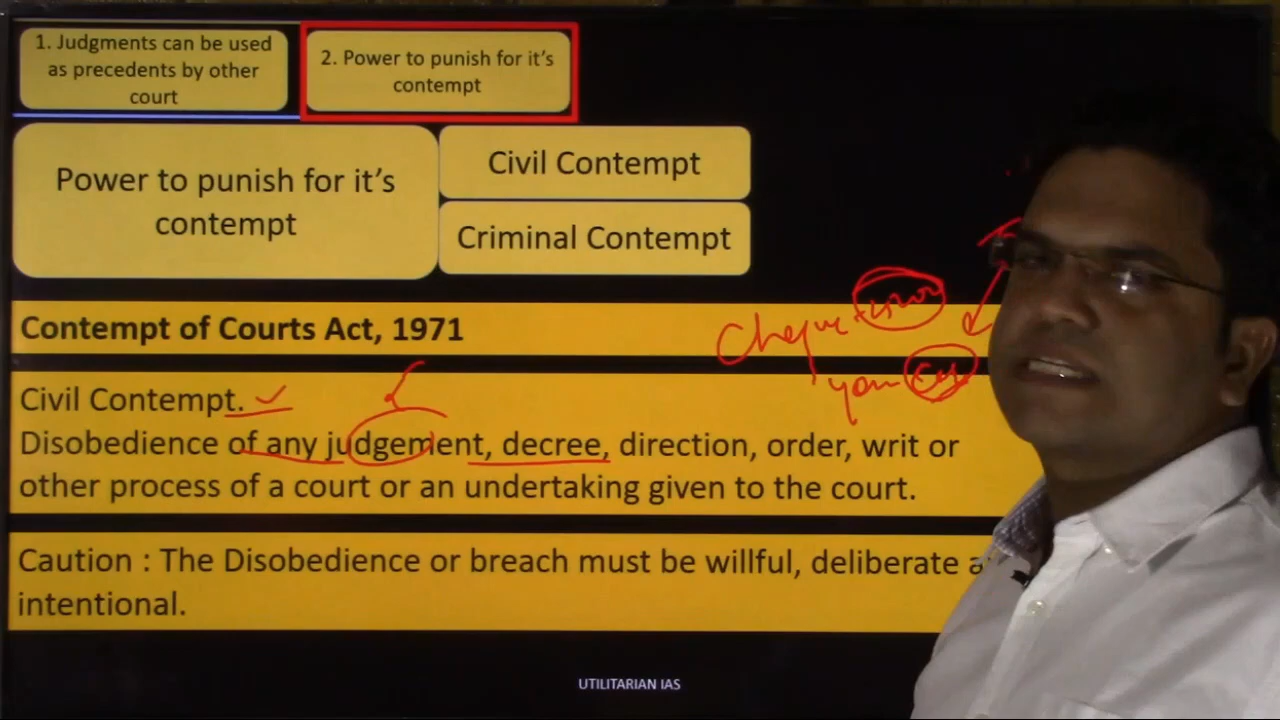 1. Judgments can be used
as precedents by other
court
2. Power to punish for it's
contempt
Power to punish for it's
contempt
Civil Contempt
Criminal Contempt
Contempt of Courts Act, 1971
Cheque
your
Civil Contempt.
Disobedience of any judgement, decree, direction, order, writ or
other process of a court or an undertaking given to the court.
Caution : The Disobedience or breach must be willful, deliberate
intentional.
UTILITARIAN IAS